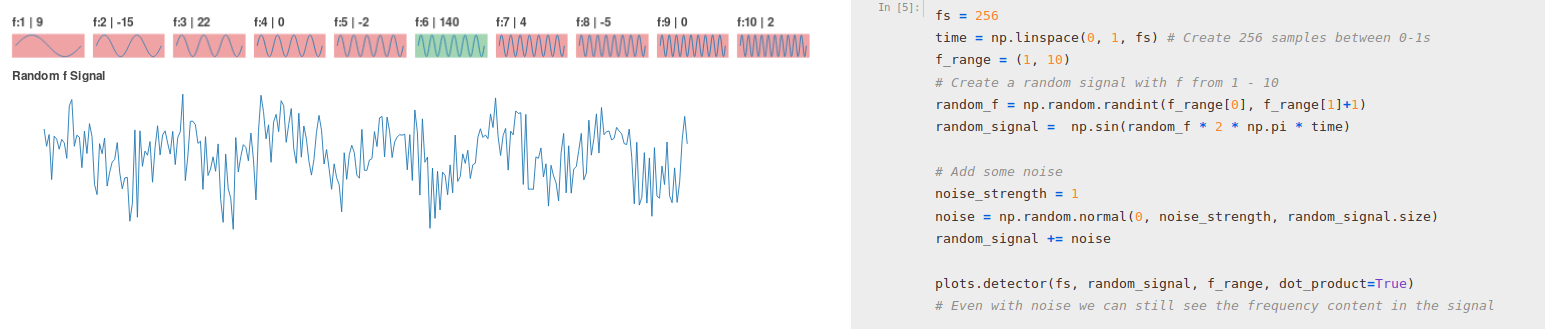 f:1 | 9 f:2 | -15 f:3 | 22 f:4 | 0 f:5 | -2 f:6 | 140 f:7 | 4 f:8 | -5 f:9 | 0 f:10 | 2
Random f Signal
In [5]:
fs = 256
time = np.linspace(0, 1, fs) # Create 256 samples between 0-1s
f_range = (1, 10)
# Create a random signal with f from 1 - 10
random_f = np.random.randint(f_range[0], f_range[1]+1)
random_signal =  np.sin(random_f * 2 * np.pi * time)
# Add some noise
noise_strength = 1
noise = np.random.normal(0, noise_strength, random_signal.size)
random_signal += noise
plots.detector(fs, random_signal, f_range, dot_product=True)
# Even with noise we can still see the frequency content in the signal